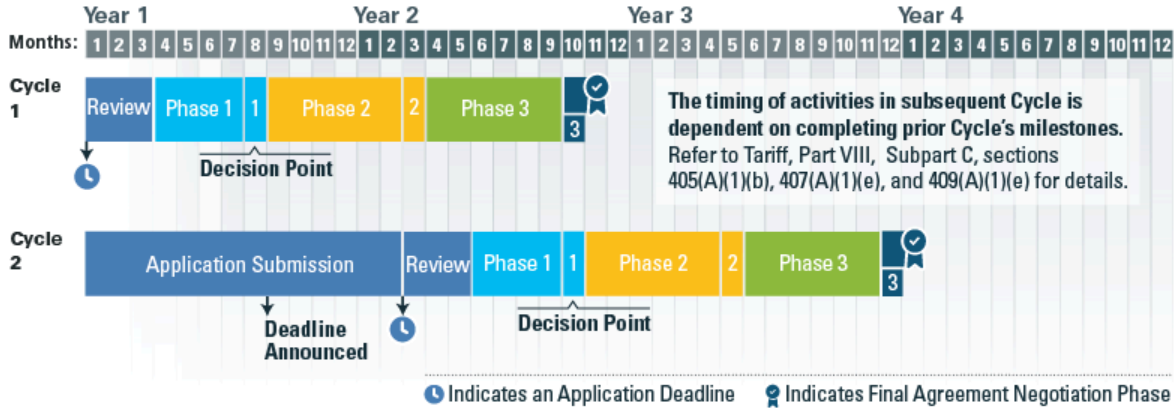 Year 1 Year 2 Year 3 Year 4
Months: 1 2 3 4 5 6 7 8 9 10 11 12 1 2 3 4 5 6 7 8 9 10 11 12 1 2 3 4 5 6 7 8 9 10 11 12 1 2 3 4 5 6 7 8 9 10 11 12
Cycle
1
Review Phase 1 1 Phase 2 2 Phase 3
3
Decision Point
The timing of activities in subsequent Cycle is
dependent on completing prior Cycle's milestones.
Refer to Tariff, Part VIII, Subpart C, sections
405(A)(1)(b), 407(A)(1)(e), and 409(A)(1)(e) for details.
Cycle
2
Application Submission Review Phase 1 1 Phase 2 2 Phase 3
3
Deadline
Announced
Decision Point
Indicates an Application Deadline Indicates Final Agreement Negotiation Phase